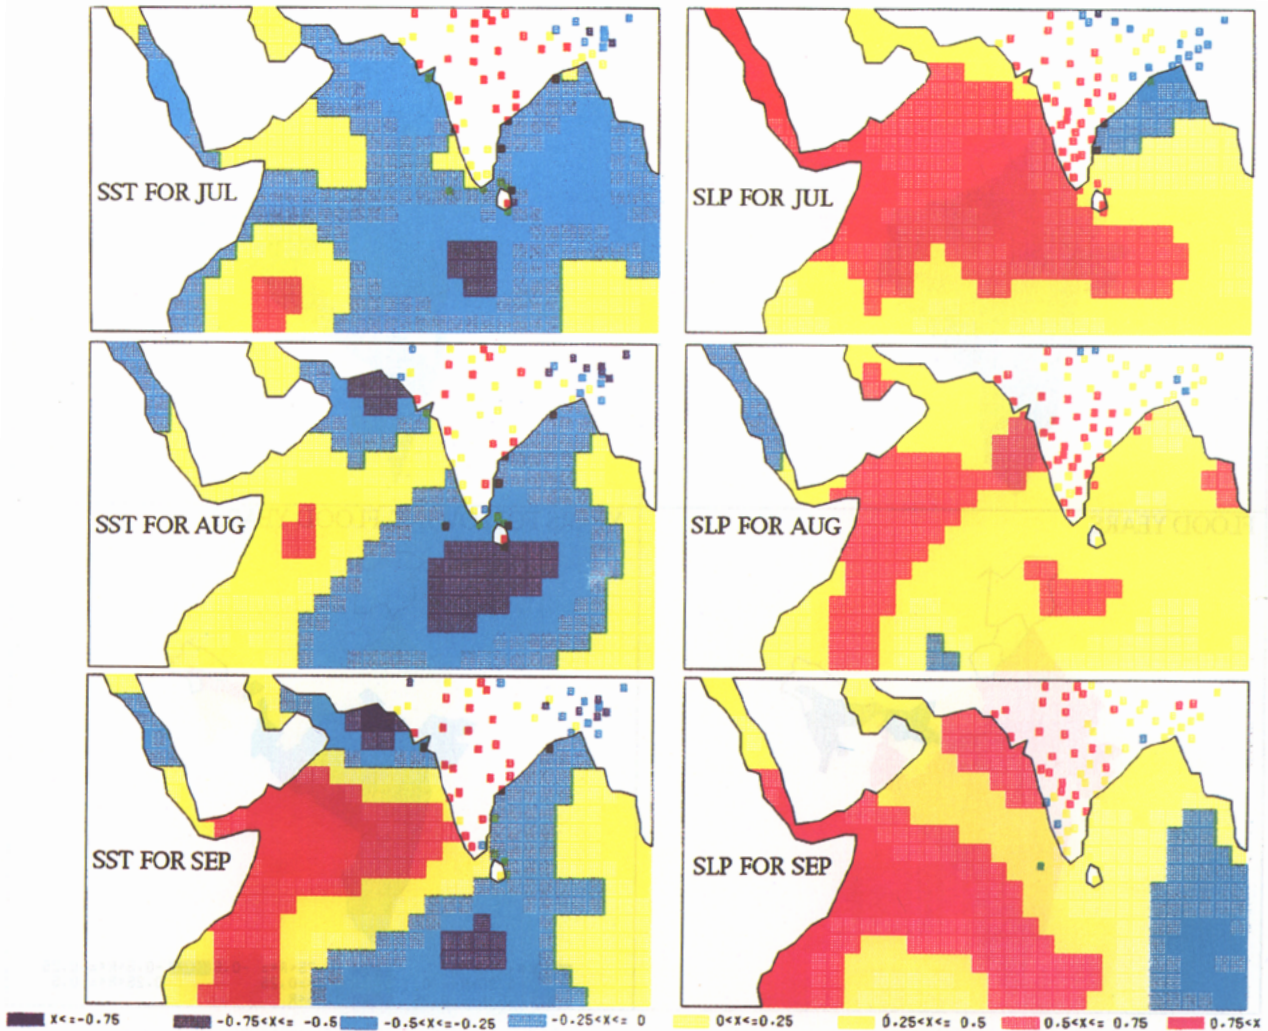 SST FOR JUL
SLP FOR JUL
SST FOR AUG
SLP FOR AUG
SST FOR SEP
SLP FOR SEP
X<=-0.75
-0.75<X<= -0.5
-0.5<X<=-0.25
-0.25<X<= 0
0<X<=0.25
0.25<X<= 0.5
0.5<X<= 0.75
0.75<X